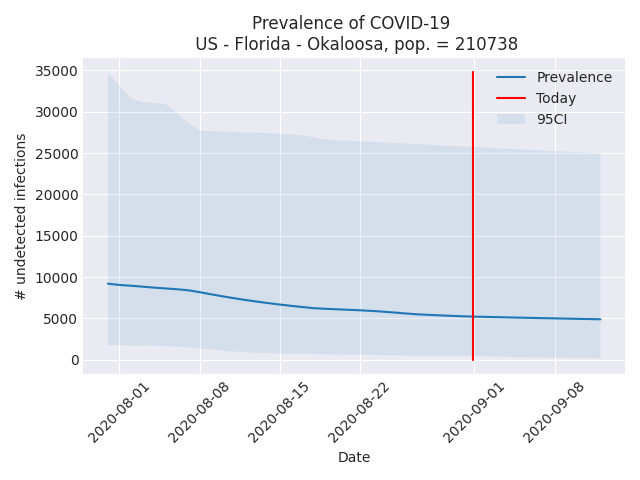 Prevalence of COVID-19
US - Florida - Okaloosa, pop. = 210738
35000
30000
25000
20000
15000
10000
5000
0
# undetected infections
Prevalence
Today
95CI
2020-08-01
2020-08-08
2020-08-15
2020-08-22
2020-09-01
2020-09-08
Date